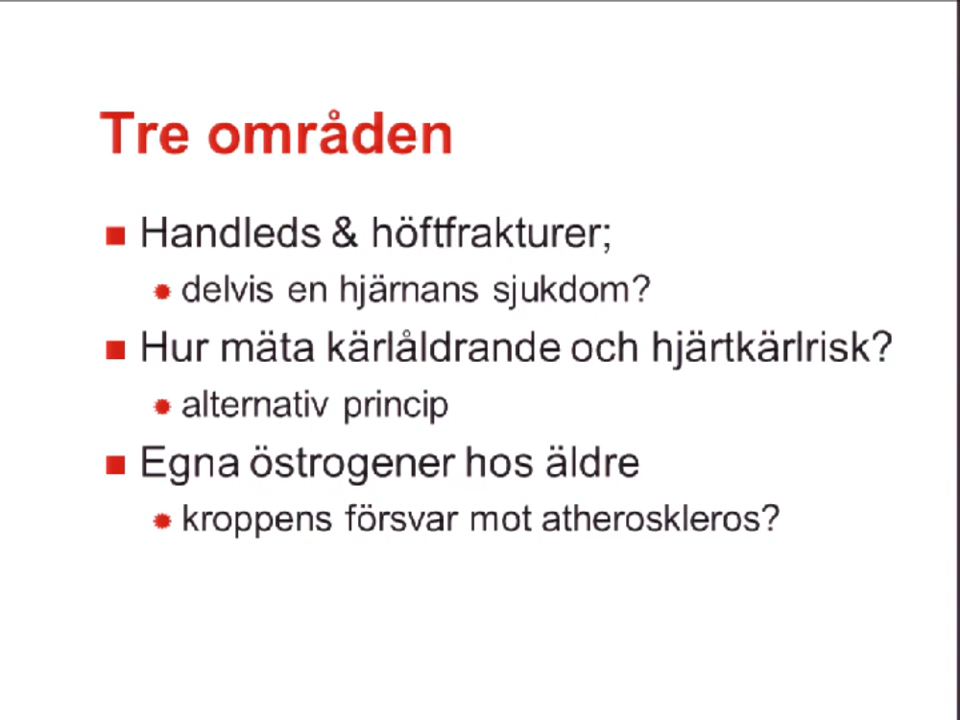 Tre områden
Handleds & höftfrakturer;
delvis en hjärnans sjukdom?
Hur mäta kärlåldrande och hjärtkärlrisk?
alternativ princip
Egna östrogener hos äldre
kroppens försvar mot atheroskleros?